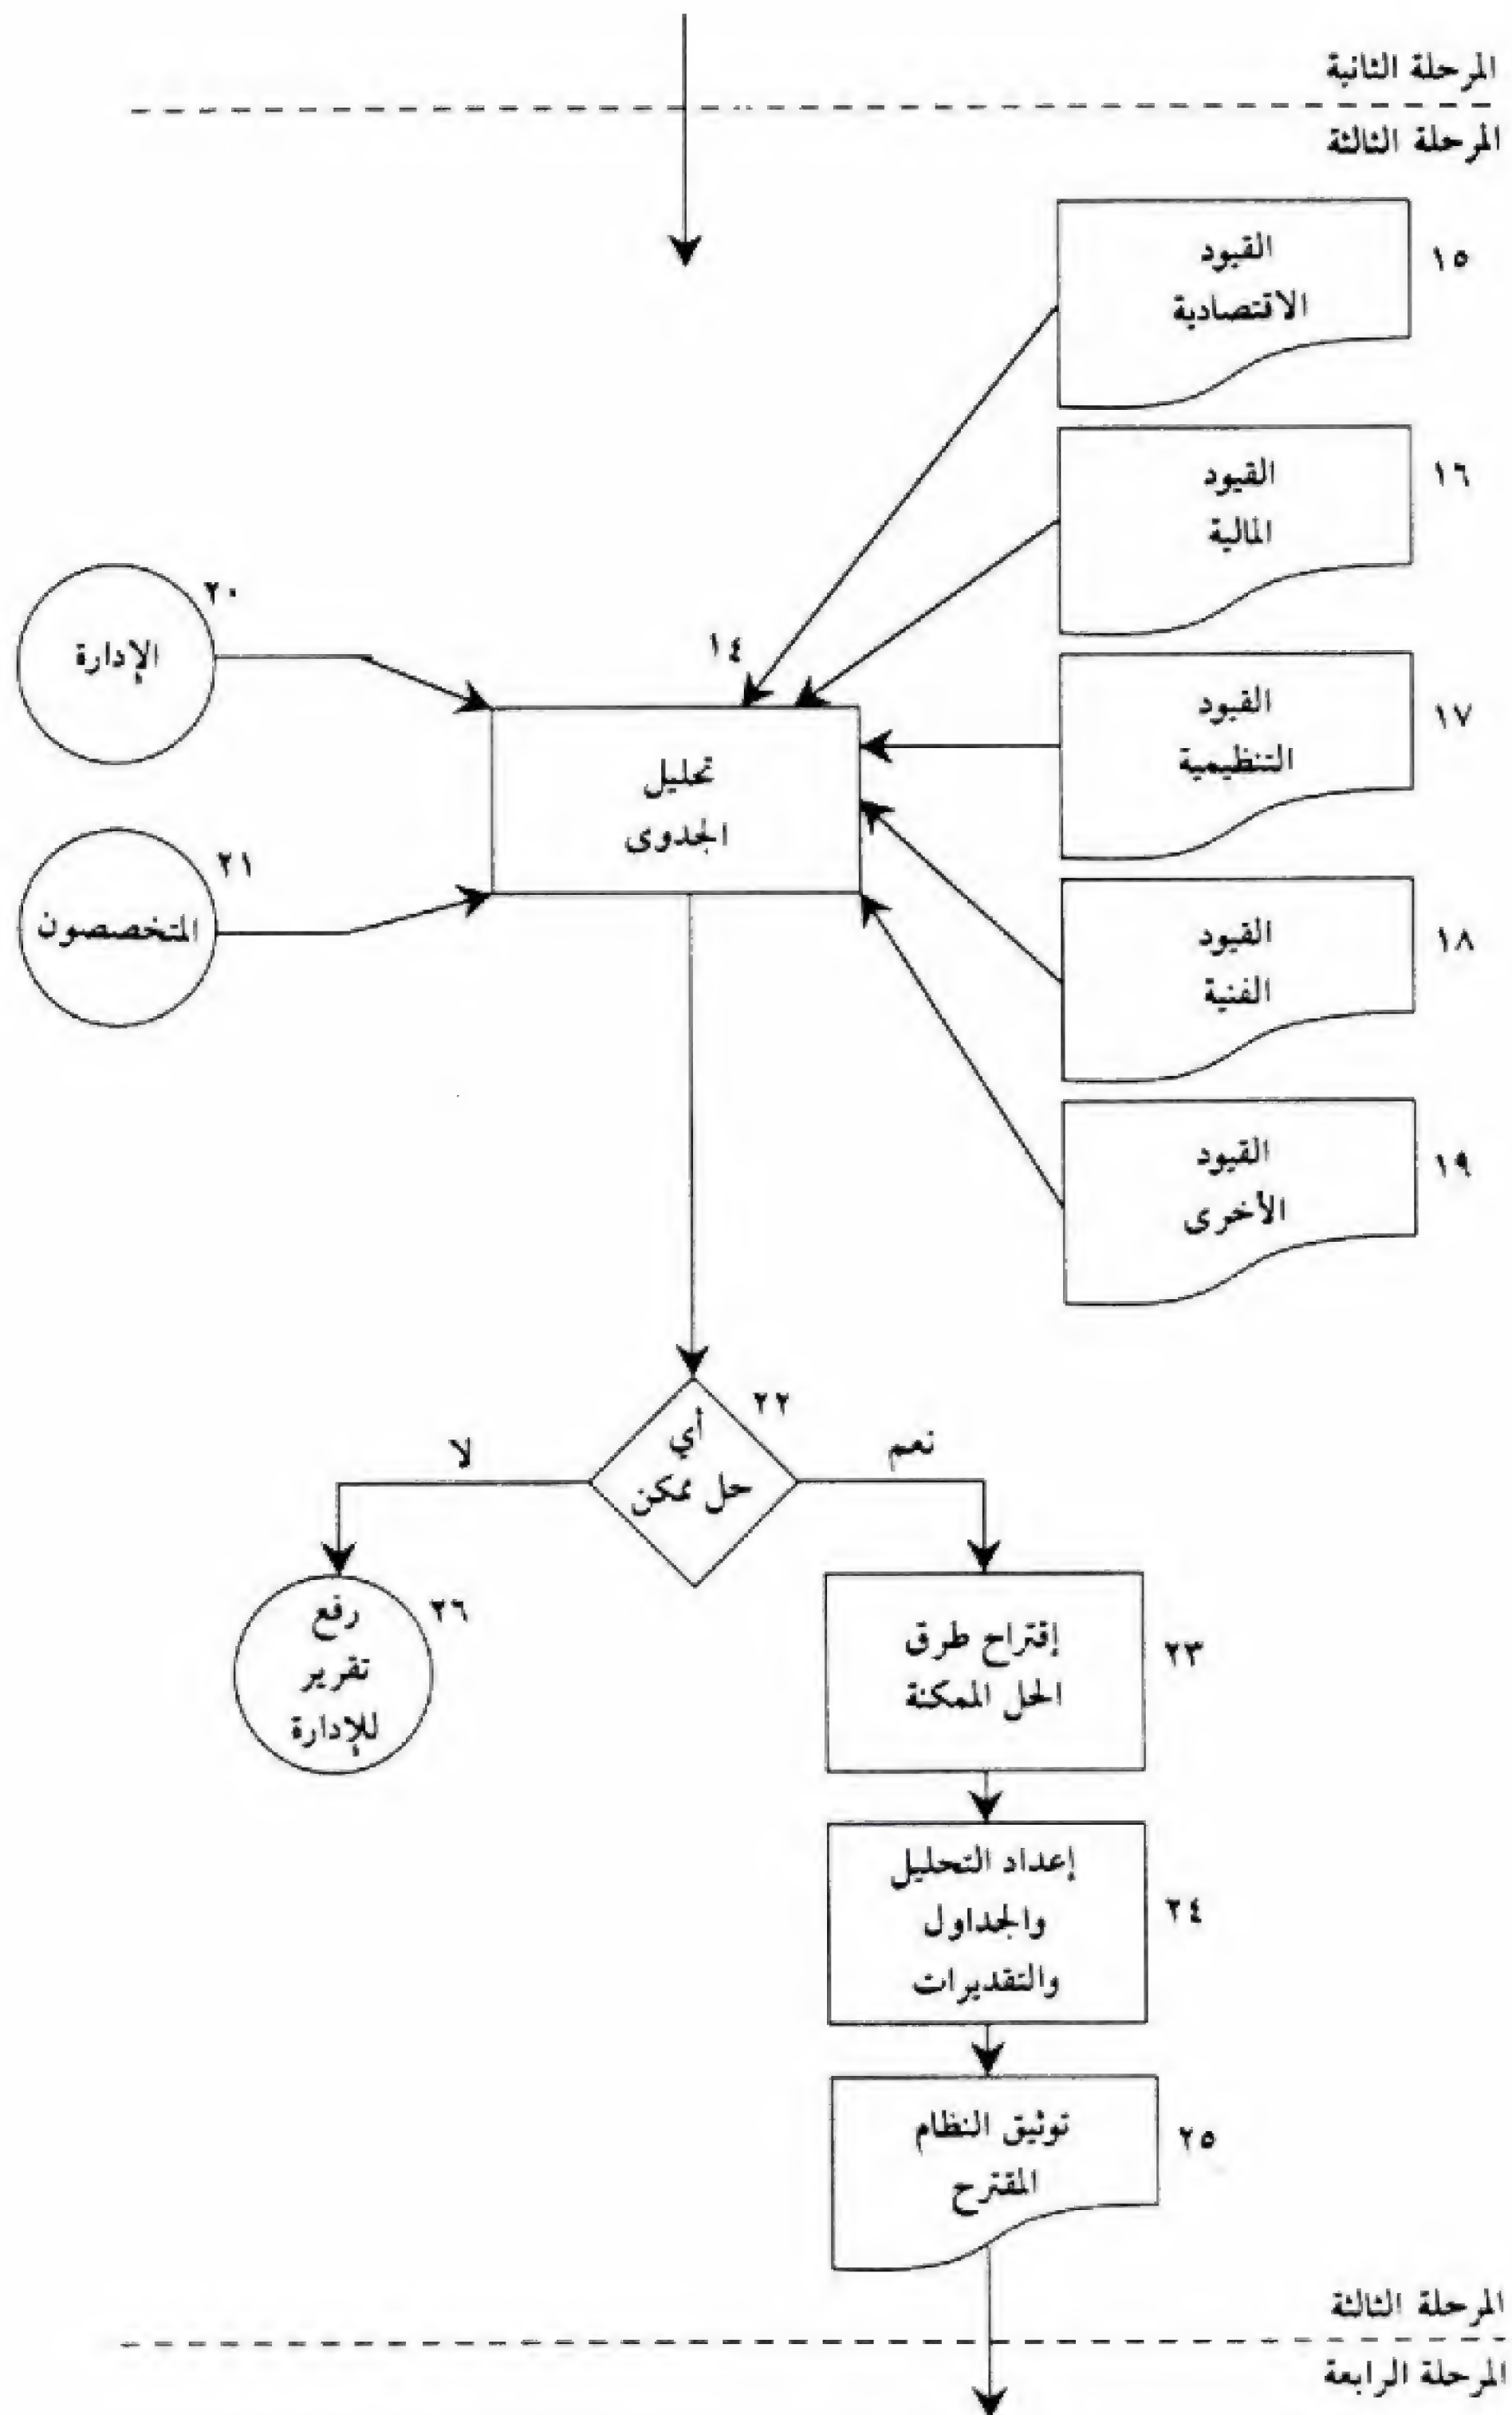 المرحلة الثانية
المرحلة الثالثة
١٥
القيود
الاقتصادية
١٦
القيود
المالية
١٧
القيود
التنظيمية
١٨
القيود
الفنية
١٩
القيود
الأخرى
٢٠
الإدارة
٢١
المتخصصون
١٤
تحليل
الجدوى
٢٢
أي
حل ممكن
نعم
لا
٢٣
إقتراح طرق
الحل الممكنة
٢٤
إعداد التحليل
والجداول
والتقديرات
٢٥
توثيق النظام
المقترح
٢٦
رفع
تقرير
للإدارة
المرحلة الثالثة
المرحلة الرابعة